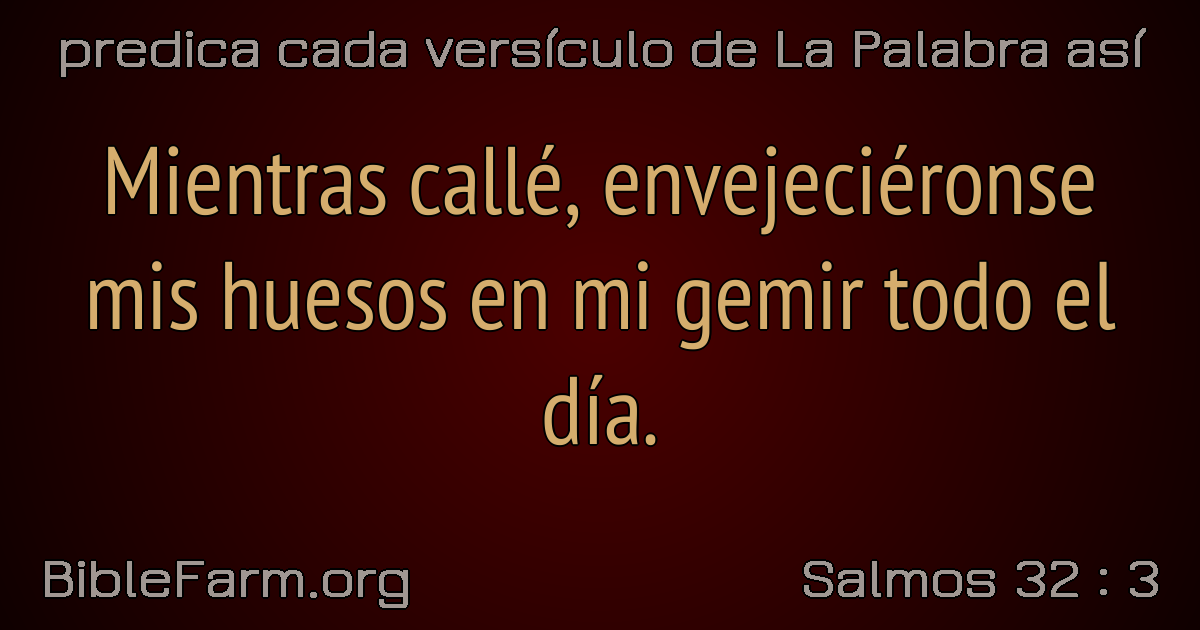 predica cada versículo de La Palabra así
Mientras callé, envejeciéronse
mis huesos en mi gemir todo el
día.
BibleFarm.org
Salmos 32 : 3